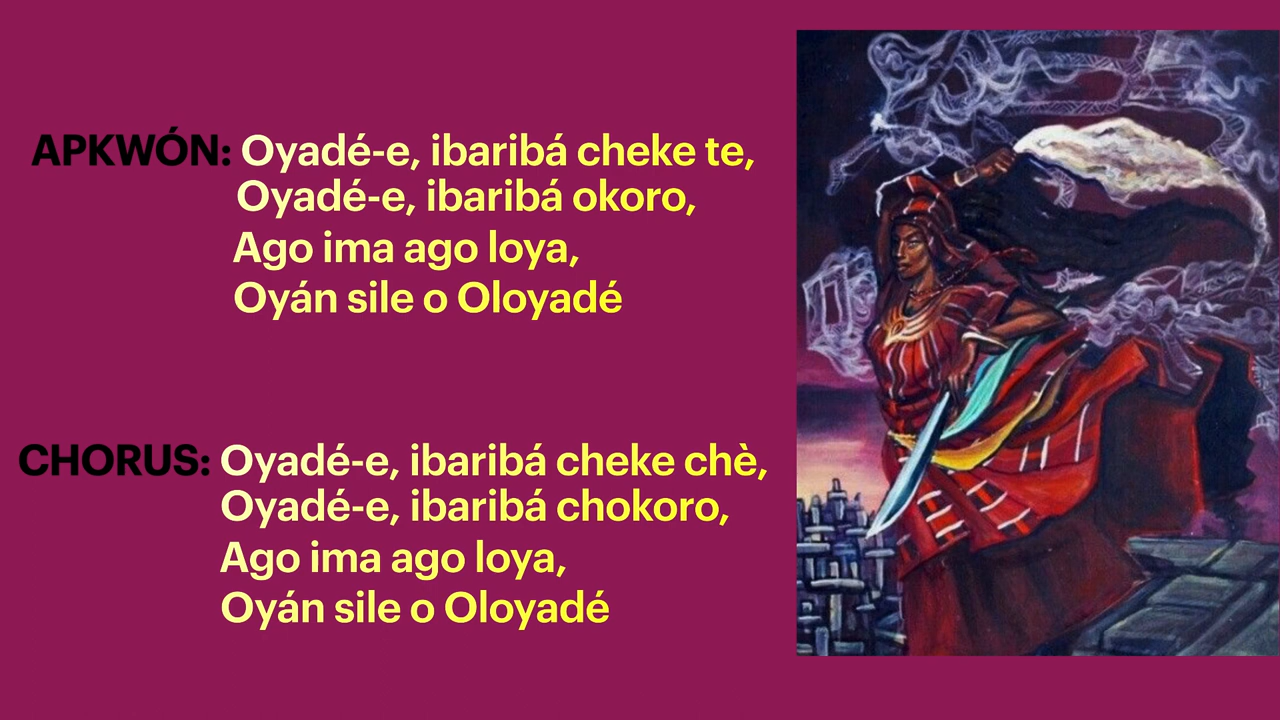 APKWÓN: Oyadé-e, ibaribá cheke te,
Oyadé-e, ibaribá okoro,
Ago ima ago loya,
Oyán sile o Oloyadé
CHORUS: Oyadé-e, ibaribá cheke chè,
Oyadé-e, ibaribá chokoro,
Ago ima ago loya,
Oyán sile o Oloyadé